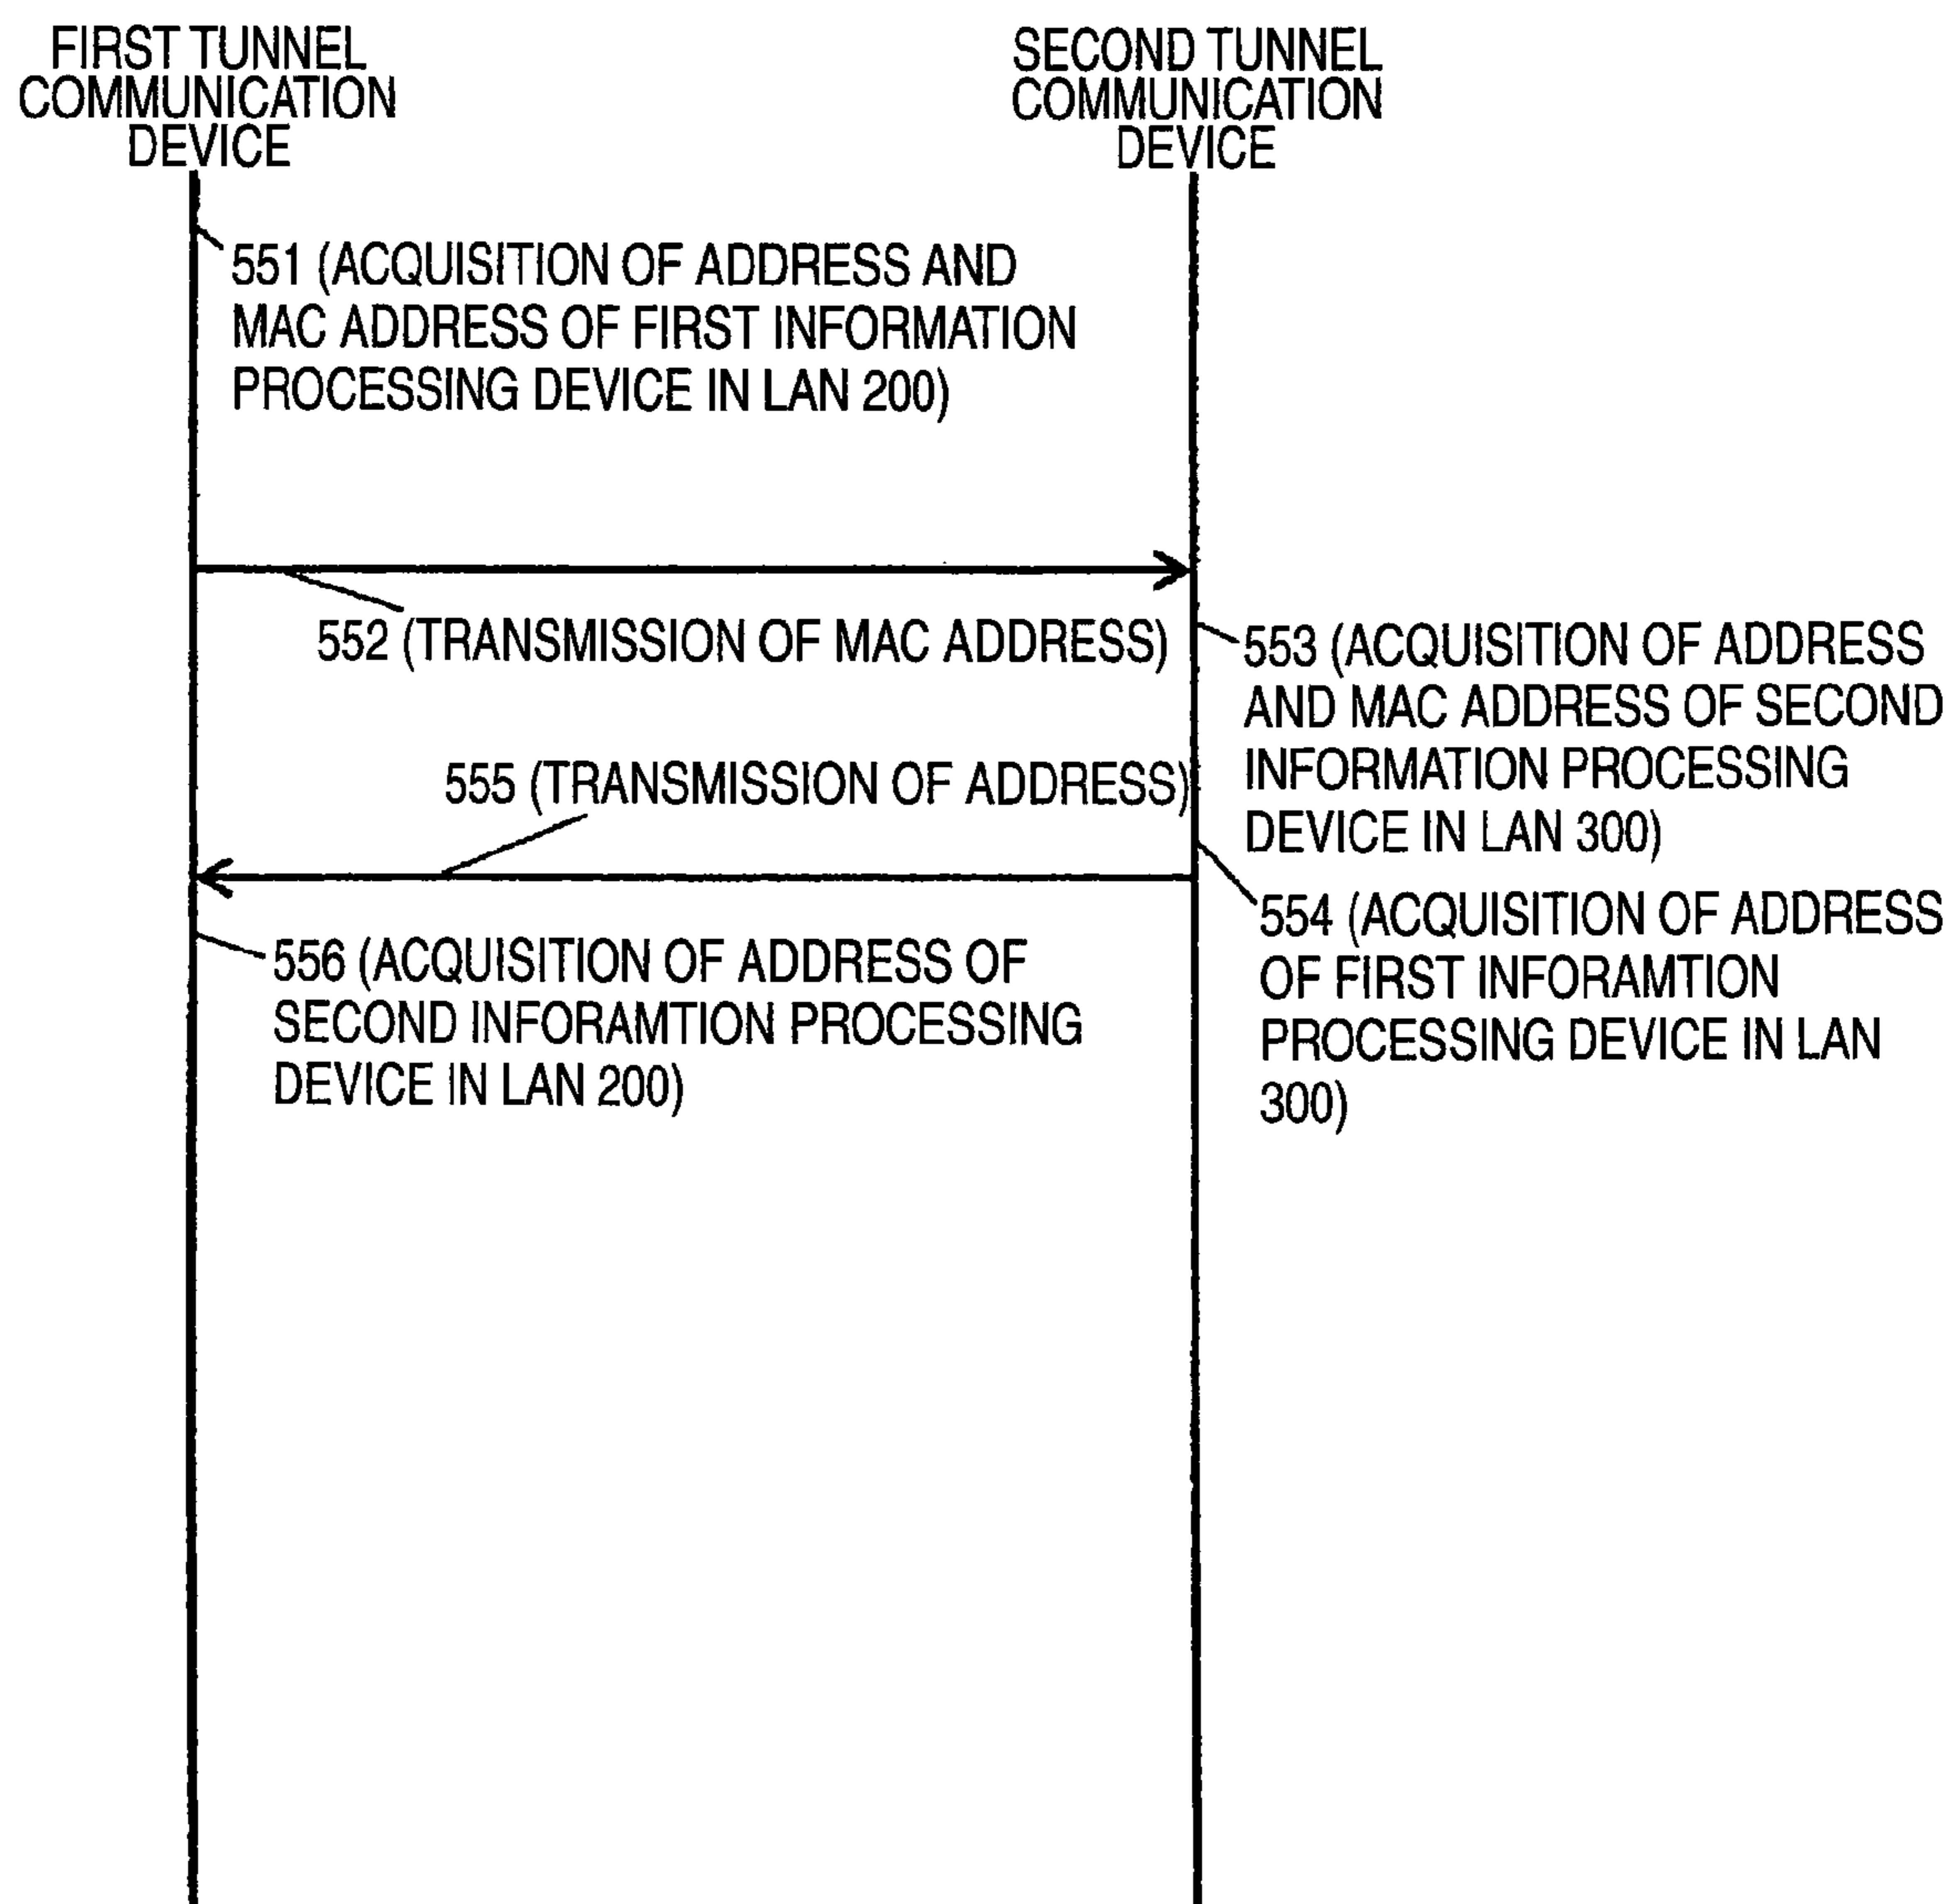 FIRST TUNNEL
COMMUNICATION
DEVICE
SECOND TUNNEL
COMMUNICATION
DEVICE
551 (ACQUISITION OF ADDRESS AND
MAC ADDRESS OF FIRST INFORMATION
PROCESSING DEVICE IN LAN 200)
552 (TRANSMISSION OF MAC ADDRESS)
553 (ACQUISITION OF ADDRESS
AND MAC ADDRESS OF SECOND
INFORMATION PROCESSING
DEVICE IN LAN 300)
555 (TRANSMISSION OF ADDRESS)
554 (ACQUISITION OF ADDRESS
OF FIRST INFORAMTION
PROCESSING DEVICE IN LAN
300)
556 (ACQUISITION OF ADDRESS OF
SECOND INFORAMTION PROCESSING
DEVICE IN LAN 200)